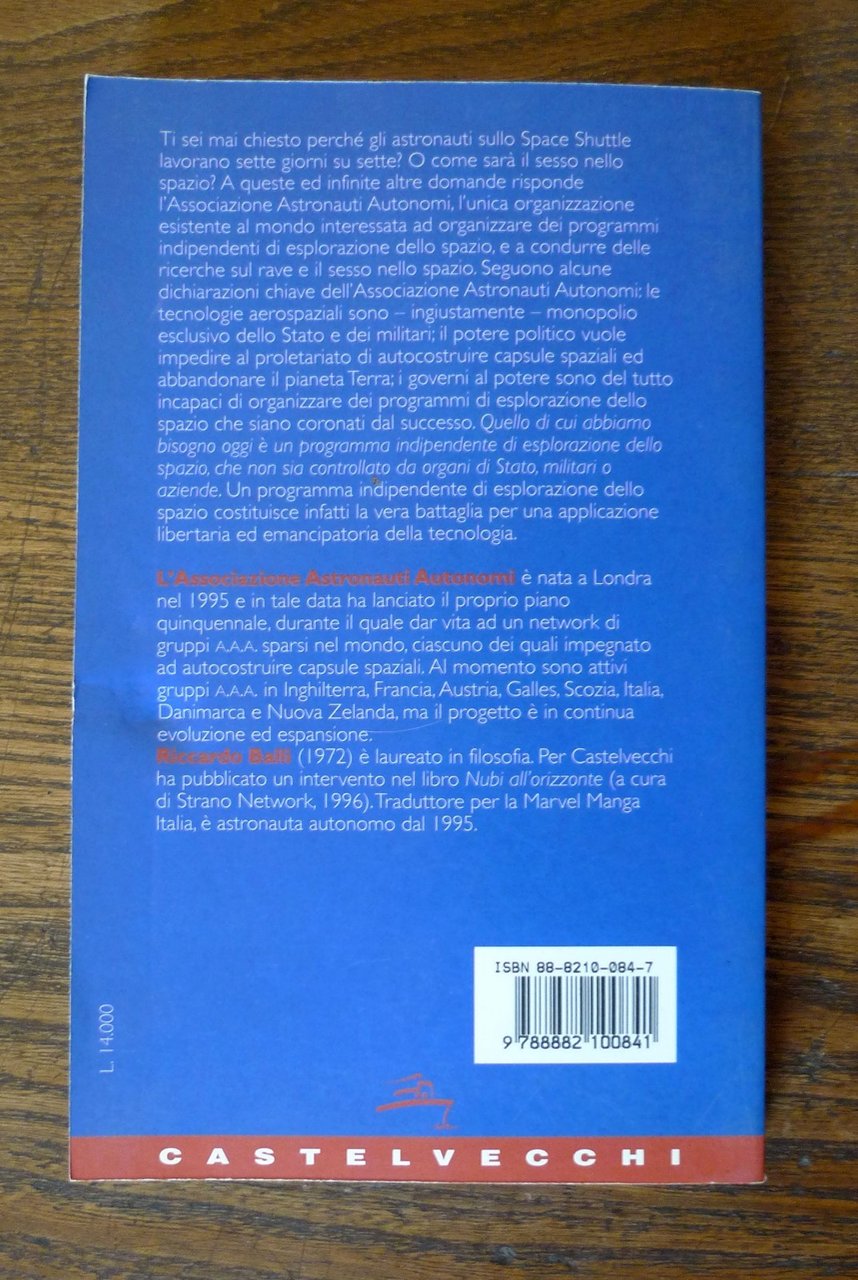 Ti sei mai chiesto perché gli astronauti sullo Space Shuttle
lavorano sette giorni su sette? O come sarà il sesso nello
spazio? A queste ed infinite altre domande risponde
l'Associazione Astronauti Autonomi, l'unica organizzazione
esistente al mondo interessata ad organizzare dei programmi
indipendenti di esplorazione dello spazio, e a condurre delle
ricerche sul rave e il sesso nello spazio. Seguono alcune
dichiarazioni chiave dell'Associazione Astronauti Autonomi: le
tecnologie aerospaziali sono – ingiustamente – monopolio
esclusivo dello Stato e dei militari; il potere politico vuole
impedire al proletariato di autocostruire capsule spaziali ed
abbandonare il pianeta Terra; i governi al potere sono del tutto
incapaci di organizzare dei programmi di esplorazione dello
spazio che siano coronati dal successo. Quello di cui abbiamo
bisogno oggi è un programma indipendente di esplorazione dello
spazio, che non sia controllato da organi di Stato, militari o
aziende. Un programma indipendente di esplorazione dello
spazio costituisce infatti la vera battaglia per una applicazione
libertaria ed emancipatoria della tecnologia.
L'Associazione Astronauti Autonomi è nata a Londra
nel 1995 e in tale data ha lanciato il proprio piano
quinquennale, durante il quale dar vita ad un network di
gruppi A.A.A. sparsi nel mondo, ciascuno dei quali impegnato
ad autocostruire capsule spaziali. Al momento sono attivi
gruppi A.A.A. in Inghilterra, Francia, Austria, Galles, Scozia, Italia,
Danimarca e Nuova Zelanda, ma il progetto è in continua
evoluzione ed espansione.
Riccardo Balli (1972) è laureato in filosofia. Per Castelvecchi
ha pubblicato un intervento nel libro Nubi all'orizzonte (a cura
di Strano Network, 1996). Traduttore per la Marvel Manga
Italia, è astronauta autonomo dal 1995.
ISBN 88-8210-084-7
9 788882 100841
L. 14.000
CASTELVECCHI